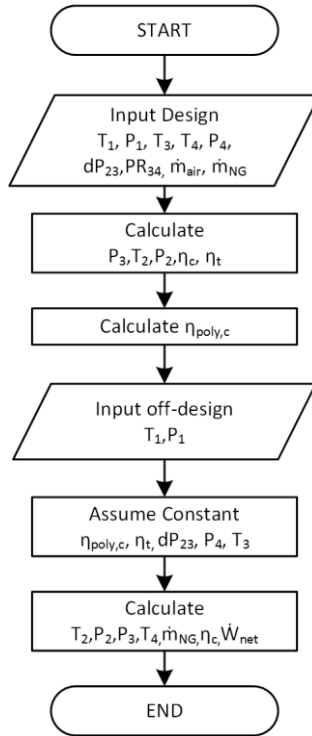 START
Input Design
T₁, P₁, T₃, T₄, P₄,
dP₂₃,PR₃₄, ṁair, ṁNG
Calculate
P₃,T₂,P₂,ηc, ηt
Calculate ηpoly,c
Input off-design
T₁,P₁
Assume Constant
ηpoly,c, ηt, dP₂₃, P₄, T₃
Calculate
T₂,P₂,P₃,T₄,ṁNG,ηc,Ẇnet
END